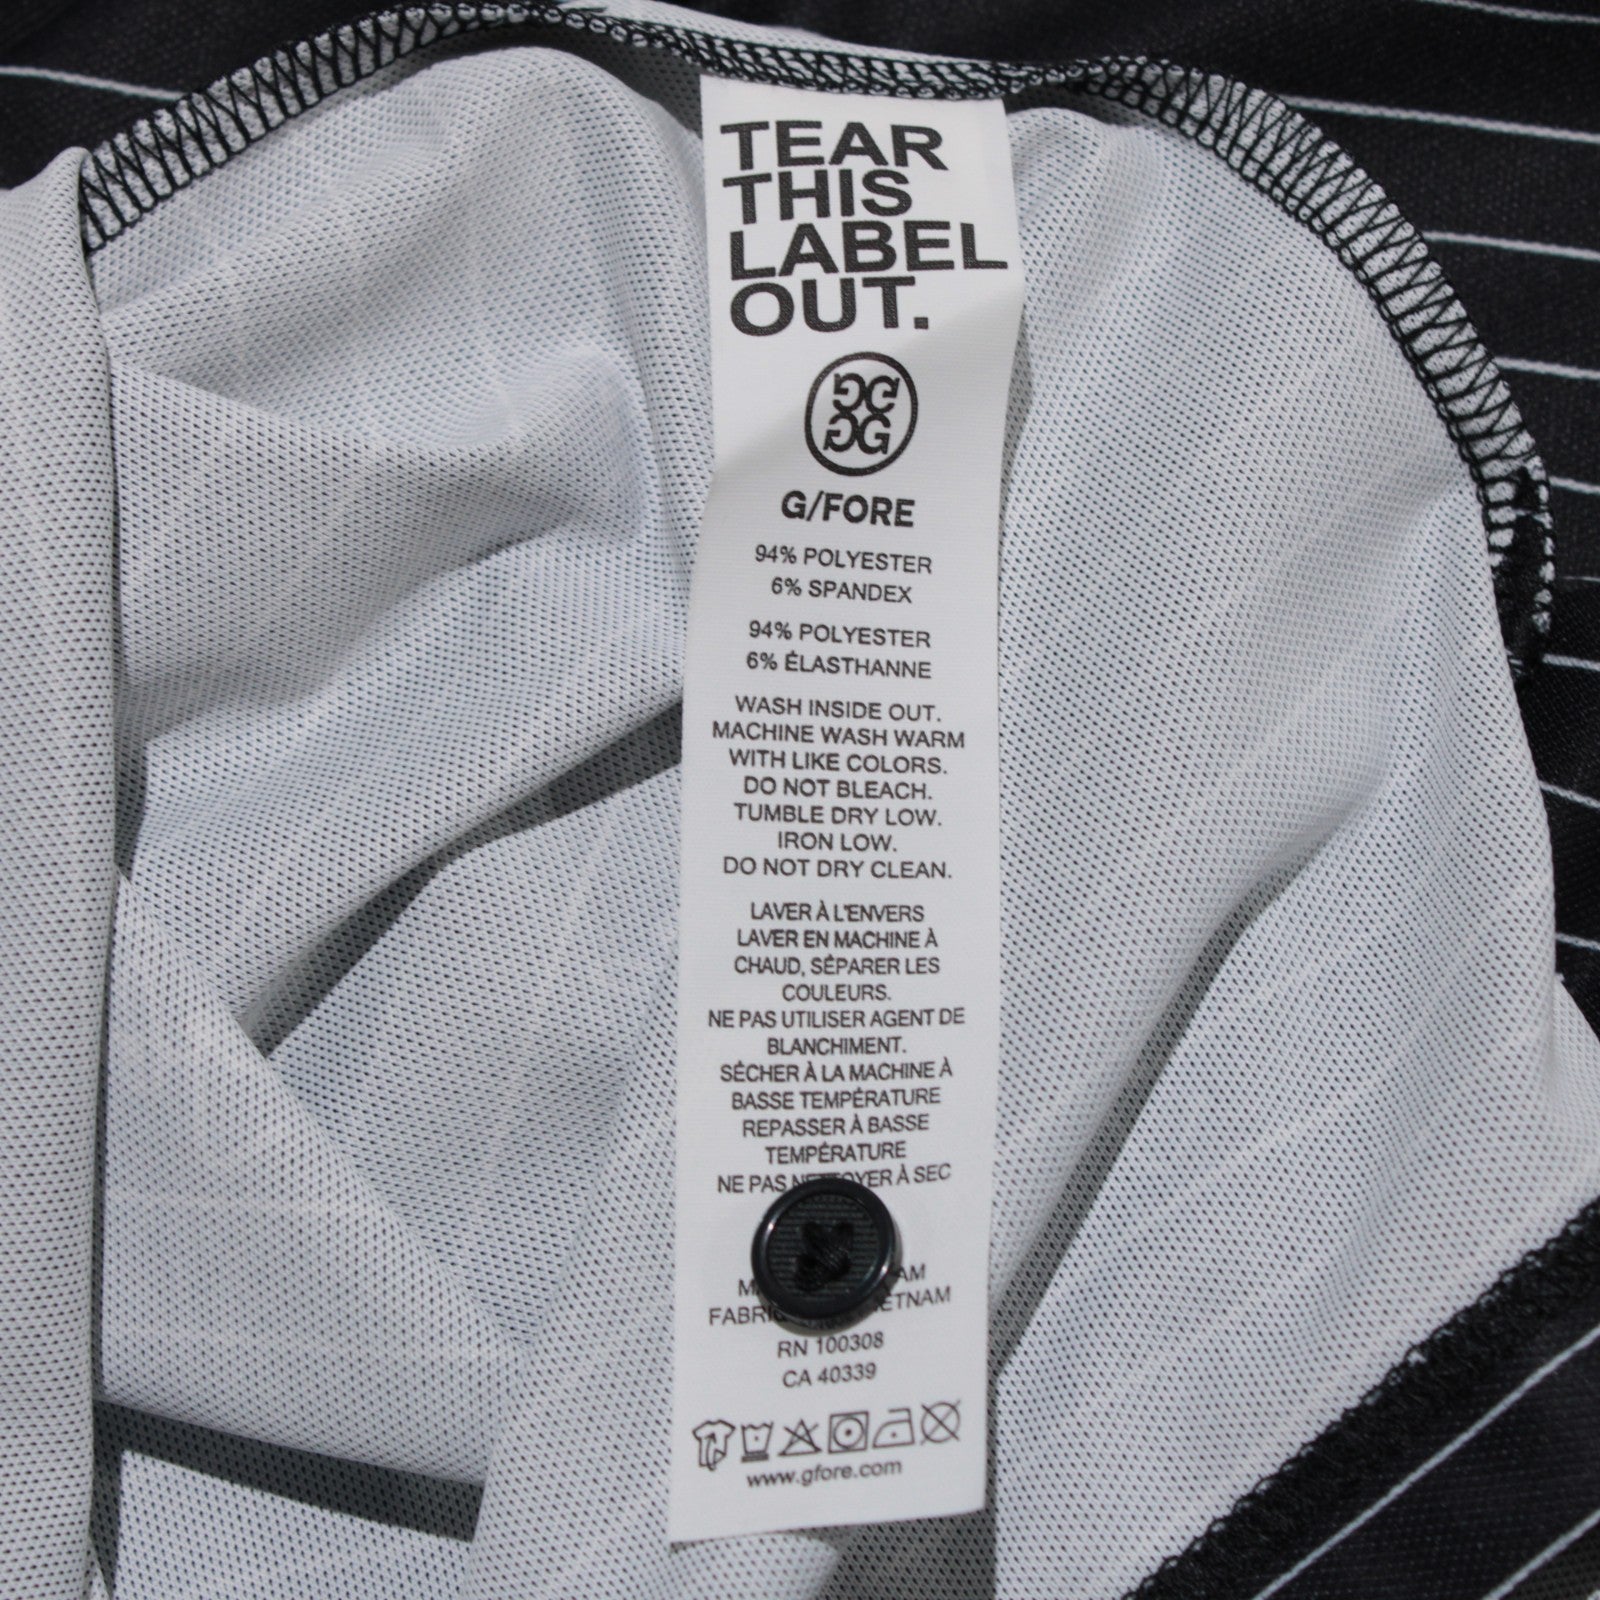 TEAR
THIS
LABEL
OUT.
G/FORE
94% POLYESTER
6% SPANDEX
94% POLYESTER
6% ÉLASTHANNE
WASH INSIDE OUT.
MACHINE WASH WARM
WITH LIKE COLORS.
DO NOT BLEACH.
TUMBLE DRY LOW.
IRON LOW.
DO NOT DRY CLEAN.
LAVER À L'ENVERS
LAVER EN MACHINE À
CHAUD, SÉPARER LES
COULEURS.
NE PAS UTILISER AGENT DE
BLANCHIMENT.
SÉCHER À LA MACHINE À
BASSE TEMPÉRATURE
REPASSER À BASSE
TEMPÉRATURE
NE PAS À SEC
RN 100308
CA 40339
www.gfore.com